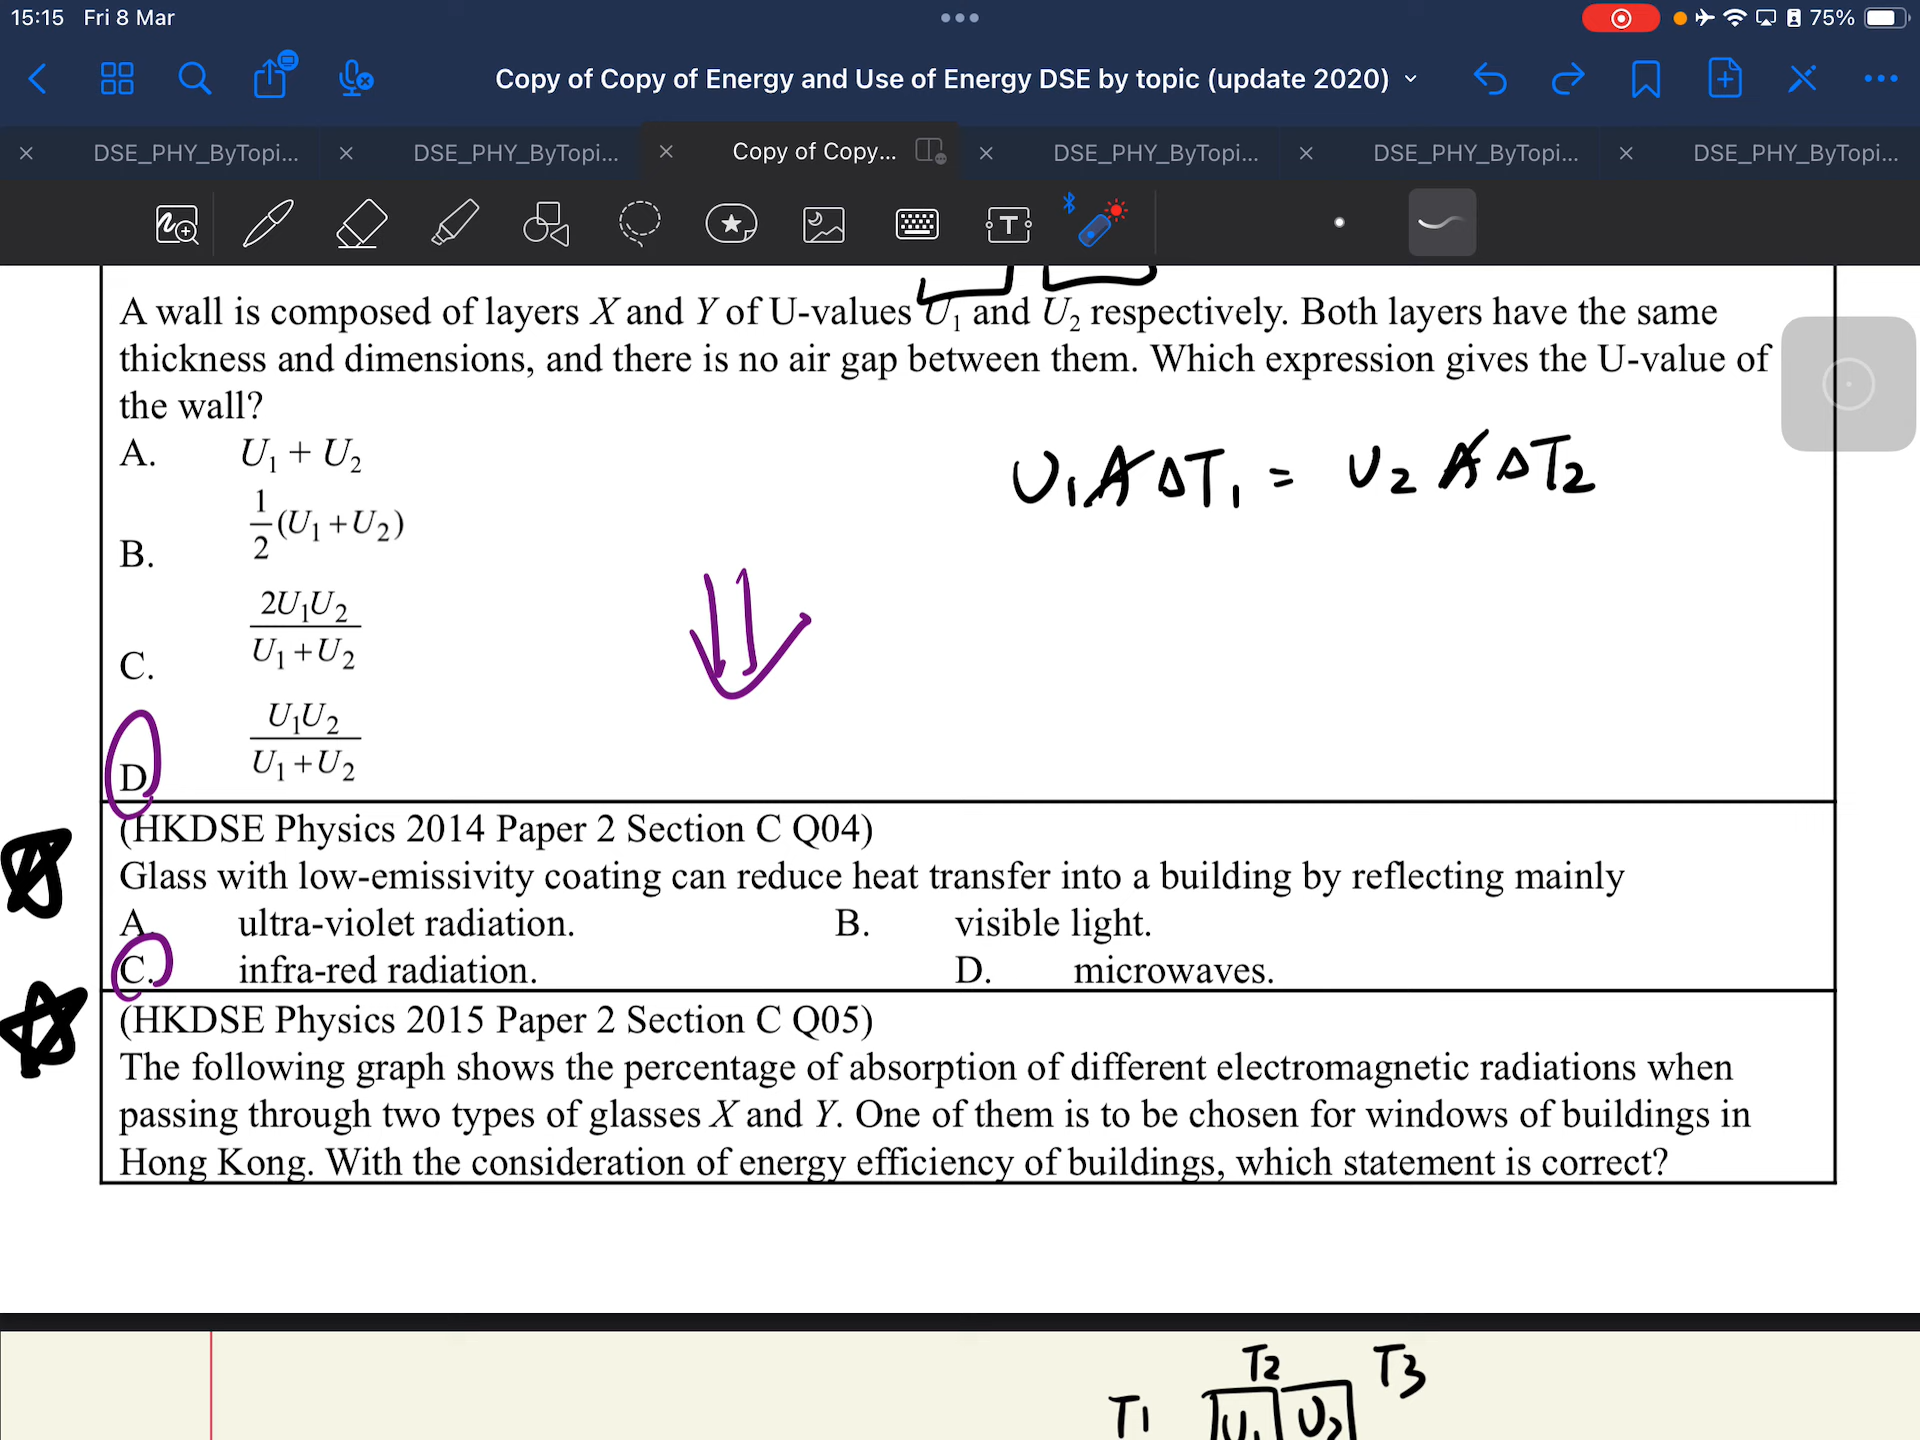 15:15 Fri 8 Mar
75%
Copy of Copy of Energy and Use of Energy DSE by topic (update 2020)
DSE_PHY_ByTopi... DSE_PHY_ByTopi... Copy of Copy... DSE_PHY_ByTopi... DSE_PHY_ByTopi... DSE_PHY_ByTopi...
A wall is composed of layers X and Y of U-values U₁ and U₂ respectively. Both layers have the same
thickness and dimensions, and there is no air gap between them. Which expression gives the U-value of
the wall?
A. U₁ + U₂
B. 1/2 (U₁+U₂)
C. 2U₁U₂ / U₁+U₂
D. U₁U₂ / U₁+U₂
U₁AΔT₁ = U₂AΔT₂
(HKDSE Physics 2014 Paper 2 Section C Q04)
Glass with low-emissivity coating can reduce heat transfer into a building by reflecting mainly
A. ultra-violet radiation. B. visible light.
C. infra-red radiation. D. microwaves.
(HKDSE Physics 2015 Paper 2 Section C Q05)
The following graph shows the percentage of absorption of different electromagnetic radiations when
passing through two types of glasses X and Y. One of them is to be chosen for windows of buildings in
Hong Kong. With the consideration of energy efficiency of buildings, which statement is correct?
T1 T2 T3
U₁ U₂